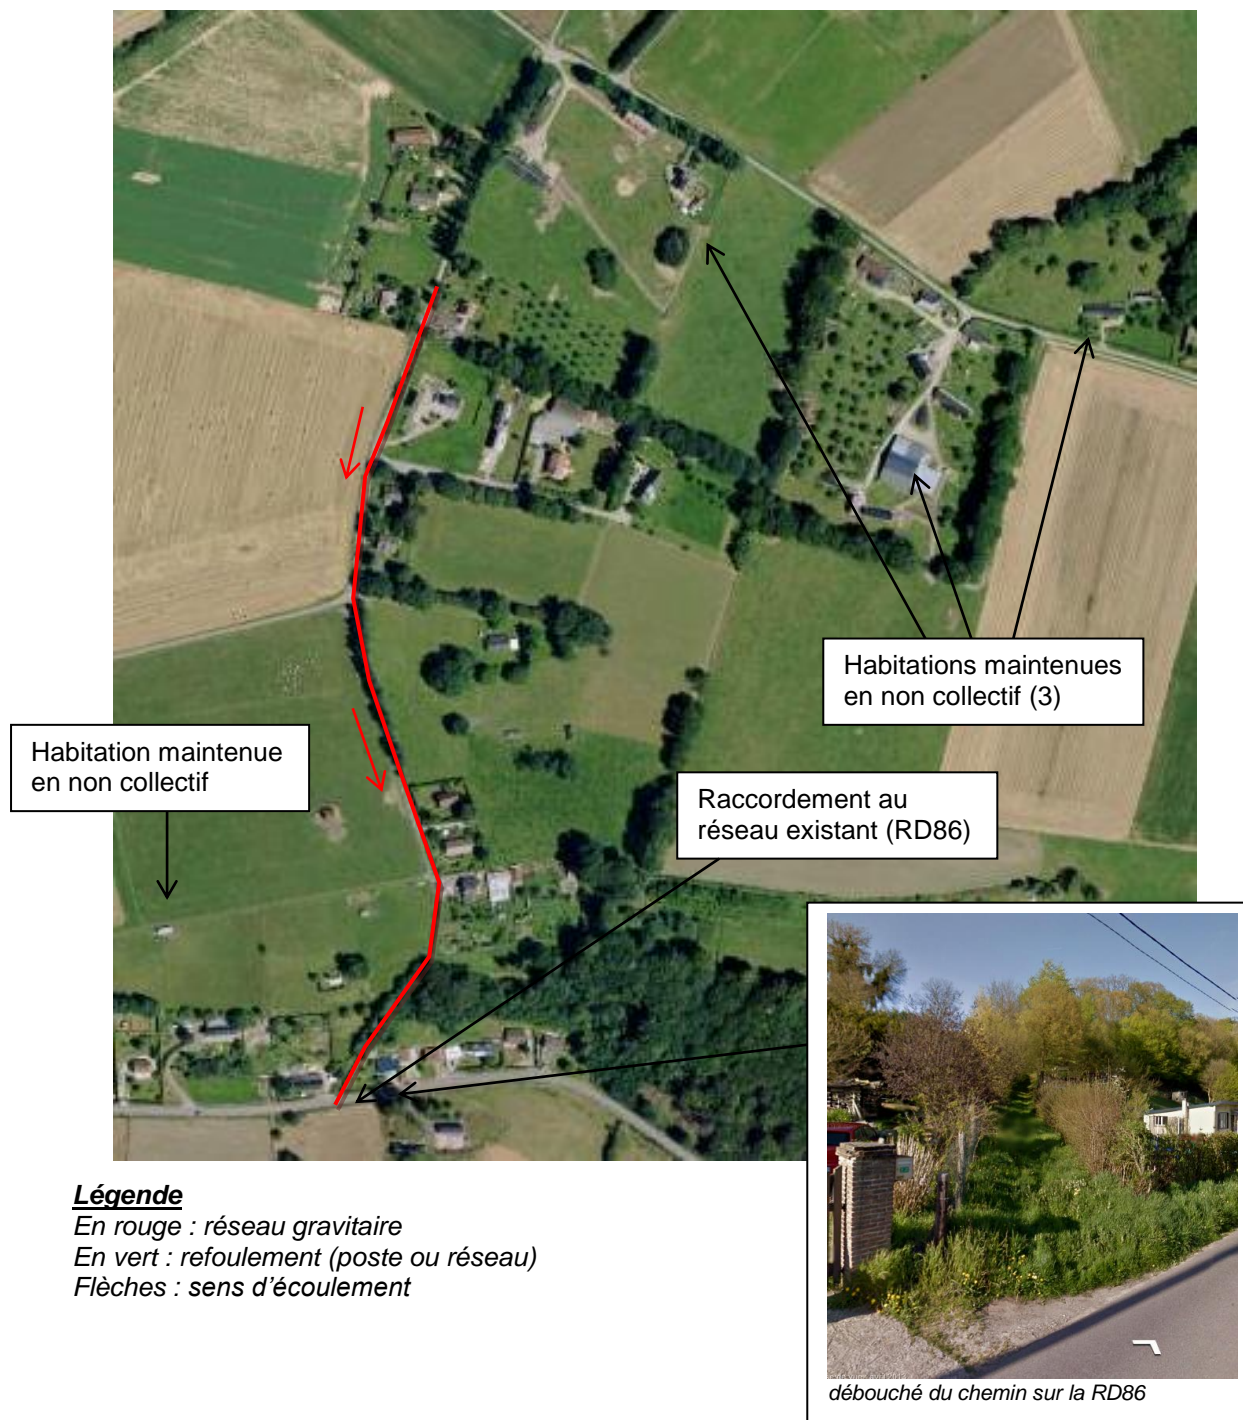 Habitations maintenues
en non collectif (3)
Habitation maintenue
en non collectif
Raccordement au
réseau existant (RD86)
Légende
En rouge : réseau gravitaire
En vert : refoulement (poste ou réseau)
Flèches : sens d'écoulement
débouché du chemin sur la RD86